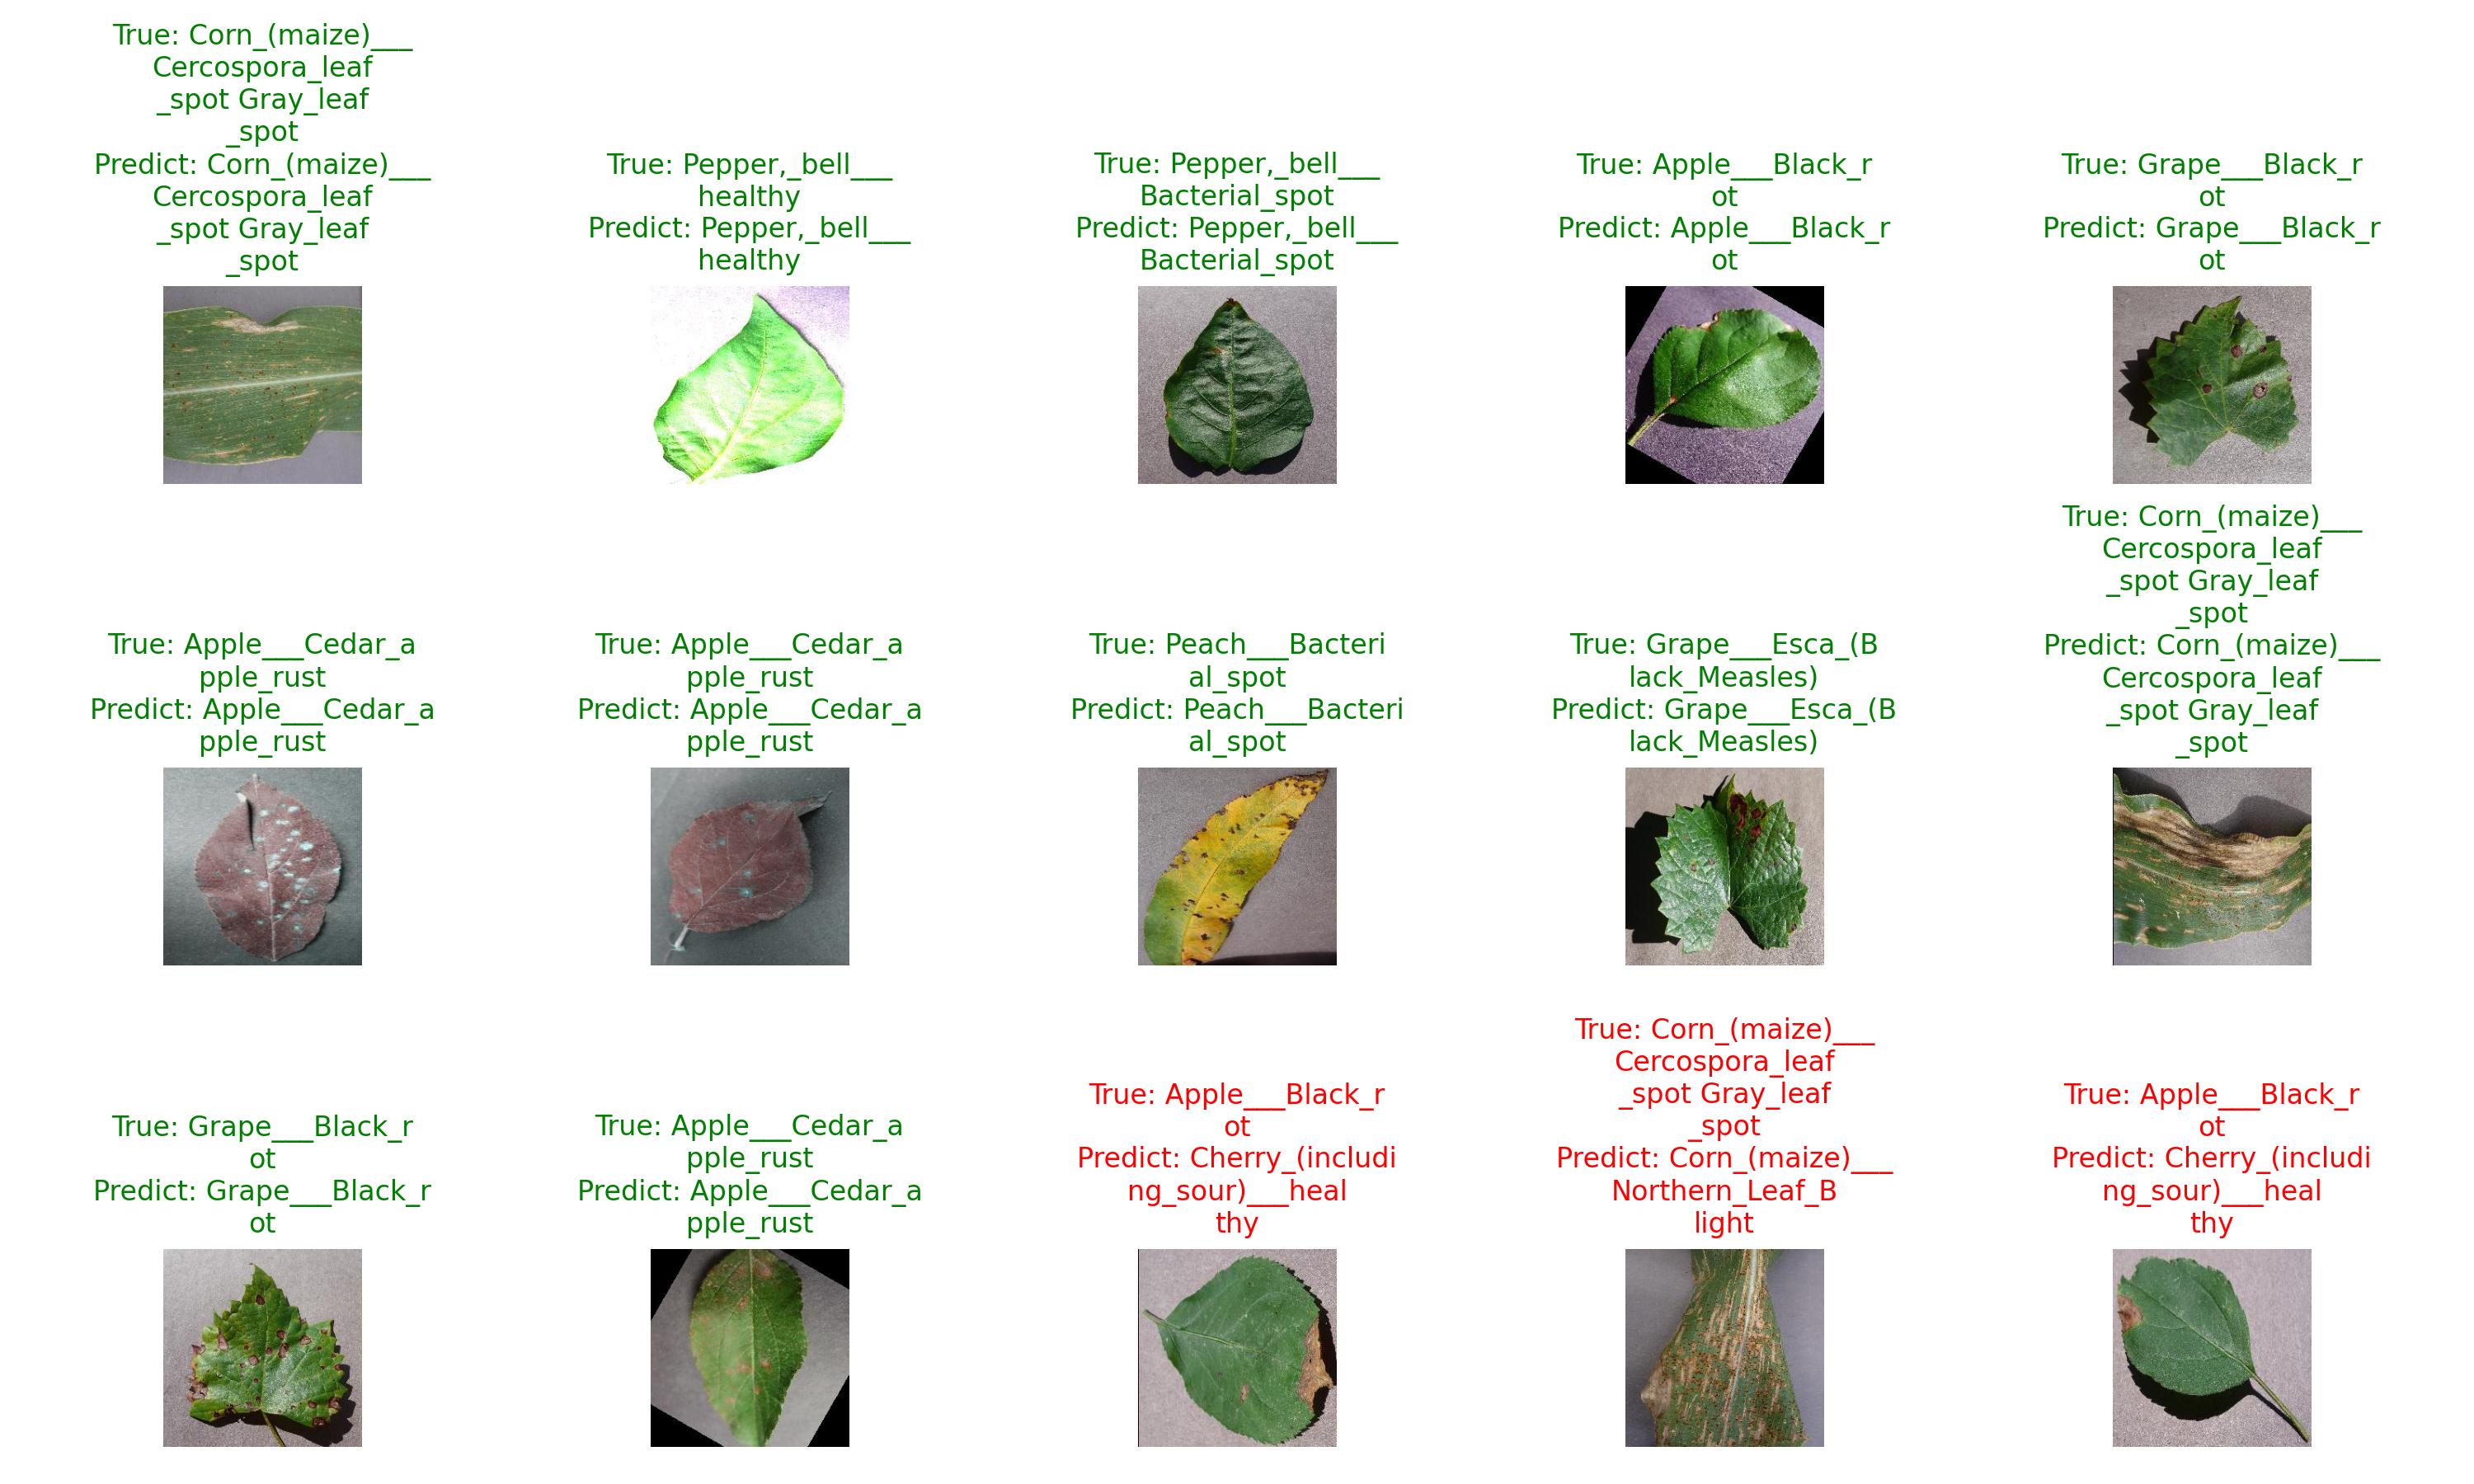 True: Corn_(maize)___
Cercospora_leaf
_spot Gray_leaf
_spot
Predict: Corn_(maize)___
Cercospora_leaf
_spot Gray_leaf
_spot
True: Pepper,_bell___
healthy
Predict: Pepper,_bell___
healthy
True: Pepper,_bell___
Bacterial_spot
Predict: Pepper,_bell___
Bacterial_spot
True: Apple___Black_r
ot
Predict: Apple___Black_r
ot
True: Grape___Black_r
ot
Predict: Grape___Black_r
ot
True: Apple___Cedar_a
pple_rust
Predict: Apple___Cedar_a
pple_rust
True: Apple___Cedar_a
pple_rust
Predict: Apple___Cedar_a
pple_rust
True: Peach___Bacteri
al_spot
Predict: Peach___Bacteri
al_spot
True: Grape___Esca_(B
lack_Measles)
Predict: Grape___Esca_(B
lack_Measles)
True: Corn_(maize)___
Cercospora_leaf
_spot Gray_leaf
_spot
Predict: Corn_(maize)___
Cercospora_leaf
_spot Gray_leaf
_spot
True: Grape___Black_r
ot
Predict: Grape___Black_r
ot
True: Apple___Cedar_a
pple_rust
Predict: Apple___Cedar_a
pple_rust
True: Apple___Black_r
ot
Predict: Cherry_(includi
ng_sour)___heal
thy
True: Corn_(maize)___
Cercospora_leaf
_spot Gray_leaf
_spot
Predict: Corn_(maize)___
Northern_Leaf_B
light
True: Apple___Black_r
ot
Predict: Cherry_(includi
ng_sour)___heal
thy